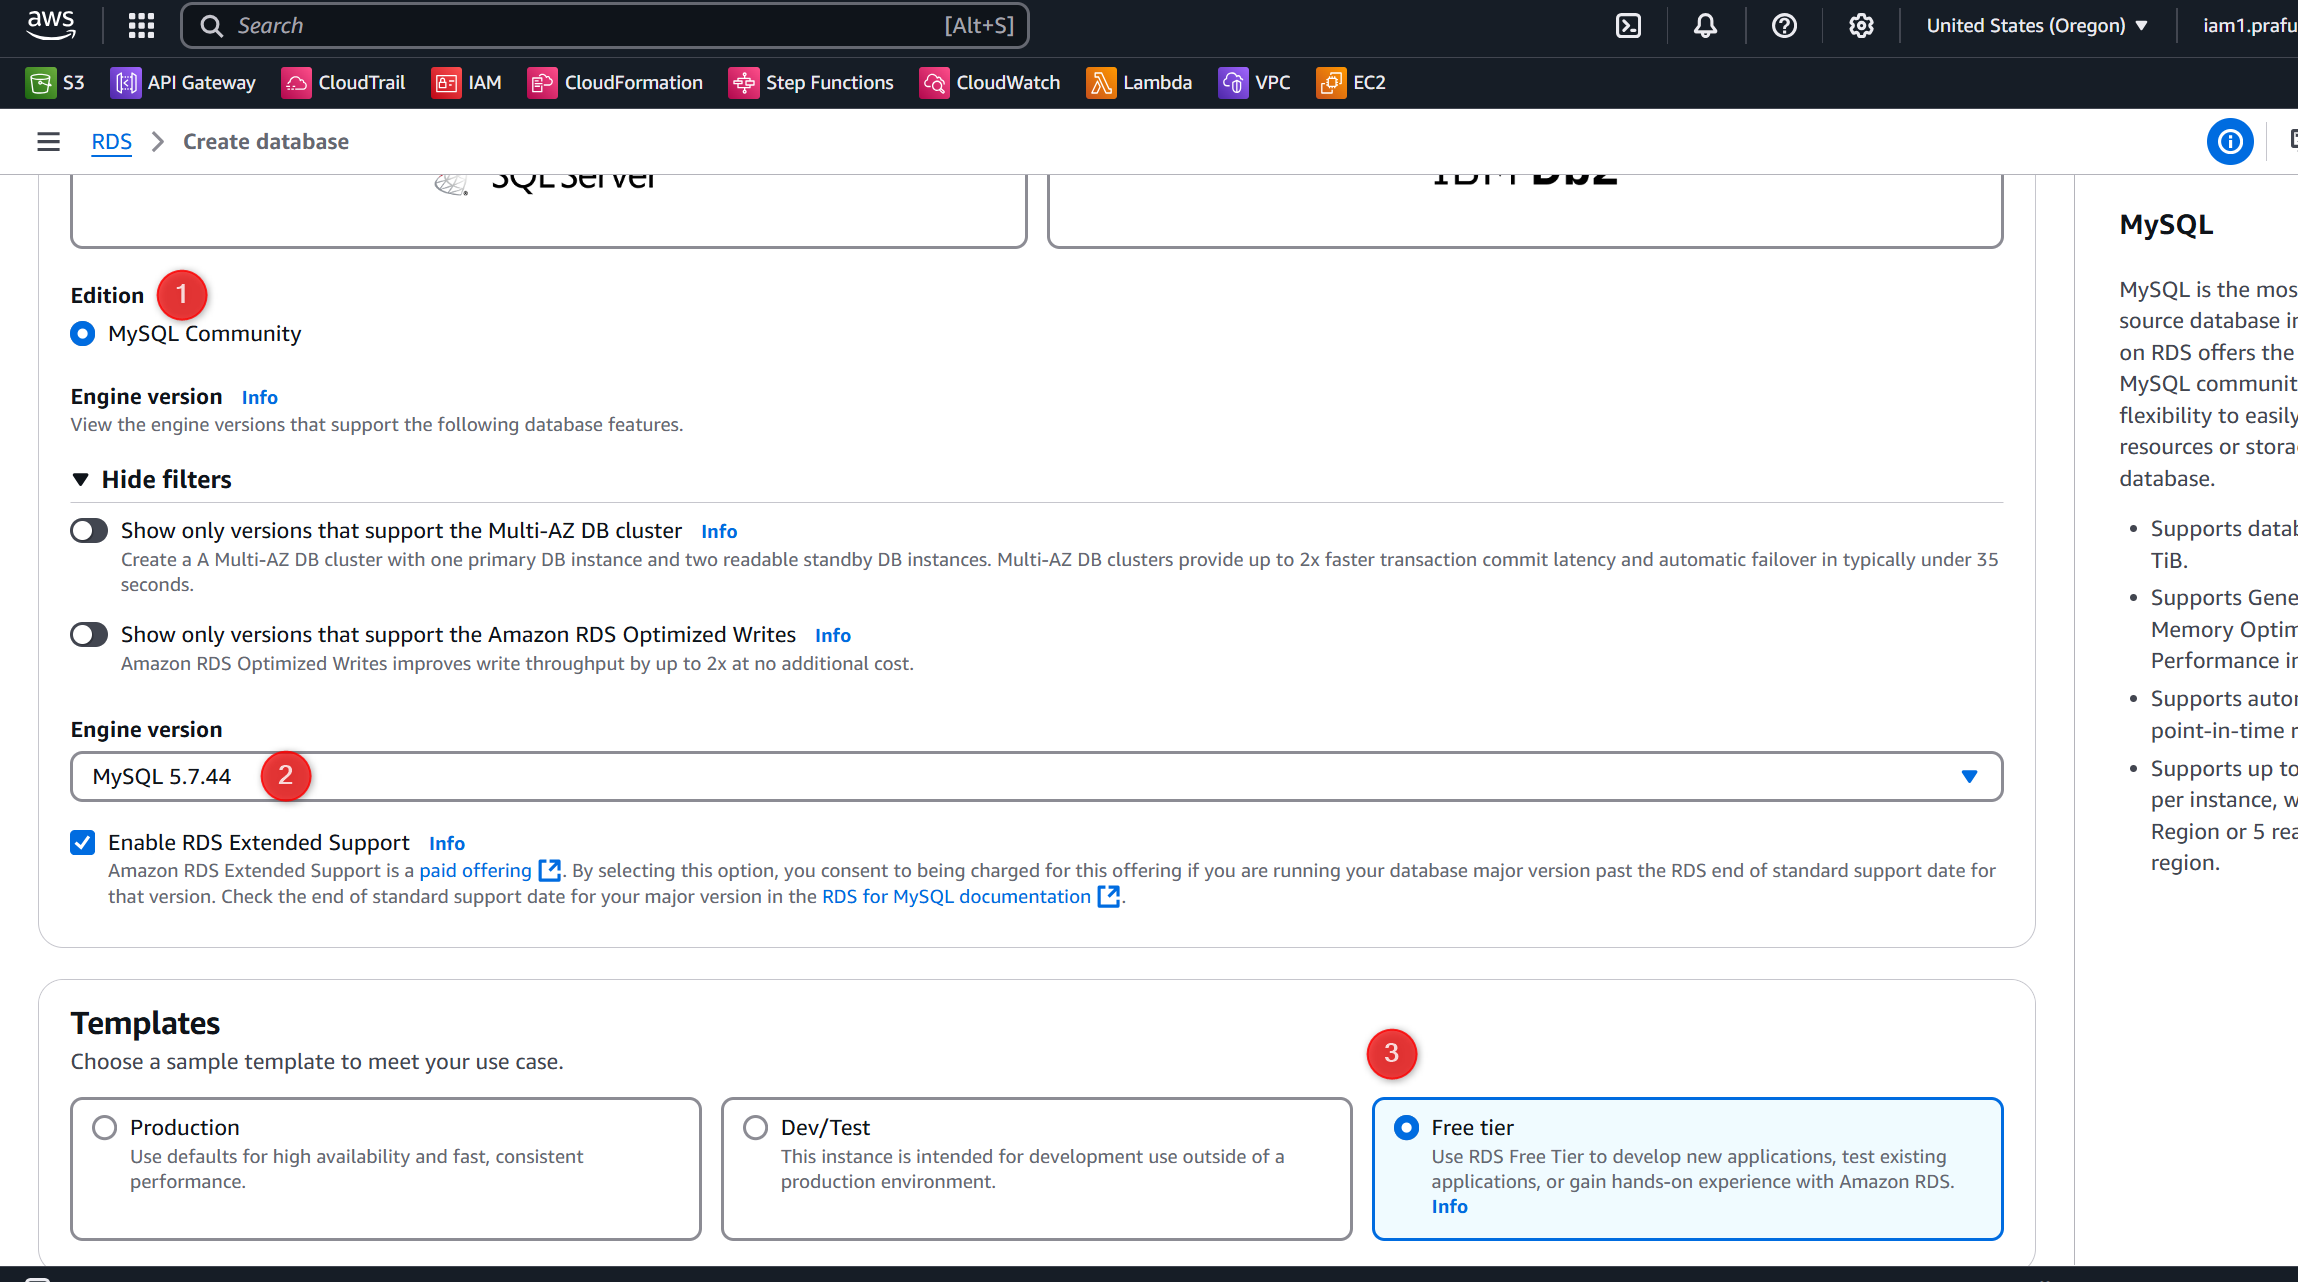 aws
Search [Alt+S]
United States (Oregon)
iam1.prafu
S3
API Gateway
CloudTrail
IAM
CloudFormation
Step Functions
CloudWatch
Lambda
VPC
EC2
RDS
Create database
SQL Server
IBM Db2
Edition 1
MySQL Community
Engine version Info
View the engine versions that support the following database features.
Hide filters
Show only versions that support the Multi-AZ DB cluster Info
Create a A Multi-AZ DB cluster with one primary DB instance and two readable standby DB instances. Multi-AZ DB clusters provide up to 2x faster transaction commit latency and automatic failover in typically under 35
seconds.
Show only versions that support the Amazon RDS Optimized Writes Info
Amazon RDS Optimized Writes improves write throughput by up to 2x at no additional cost.
Engine version
MySQL 5.7.44 2
Enable RDS Extended Support Info
Amazon RDS Extended Support is a paid offering. By selecting this option, you consent to being charged for this offering if you are running your database major version past the RDS end of standard support date for
that version. Check the end of standard support date for your major version in the RDS for MySQL documentation.
Templates
Choose a sample template to meet your use case.
3
Production
Use defaults for high availability and fast, consistent
performance.
Dev/Test
This instance is intended for development use outside of a
production environment.
Free tier
Use RDS Free Tier to develop new applications, test existing
applications, or gain hands-on experience with Amazon RDS.
Info
MySQL
MySQL is the mos
source database in
on RDS offers the
MySQL communit
flexibility to easily
resources or stora
database.
• Supports datab
TiB.
• Supports Gene
Memory Optim
Performance in
• Supports autom
point-in-time r
• Supports up to
per instance, w
Region or 5 rea
region.